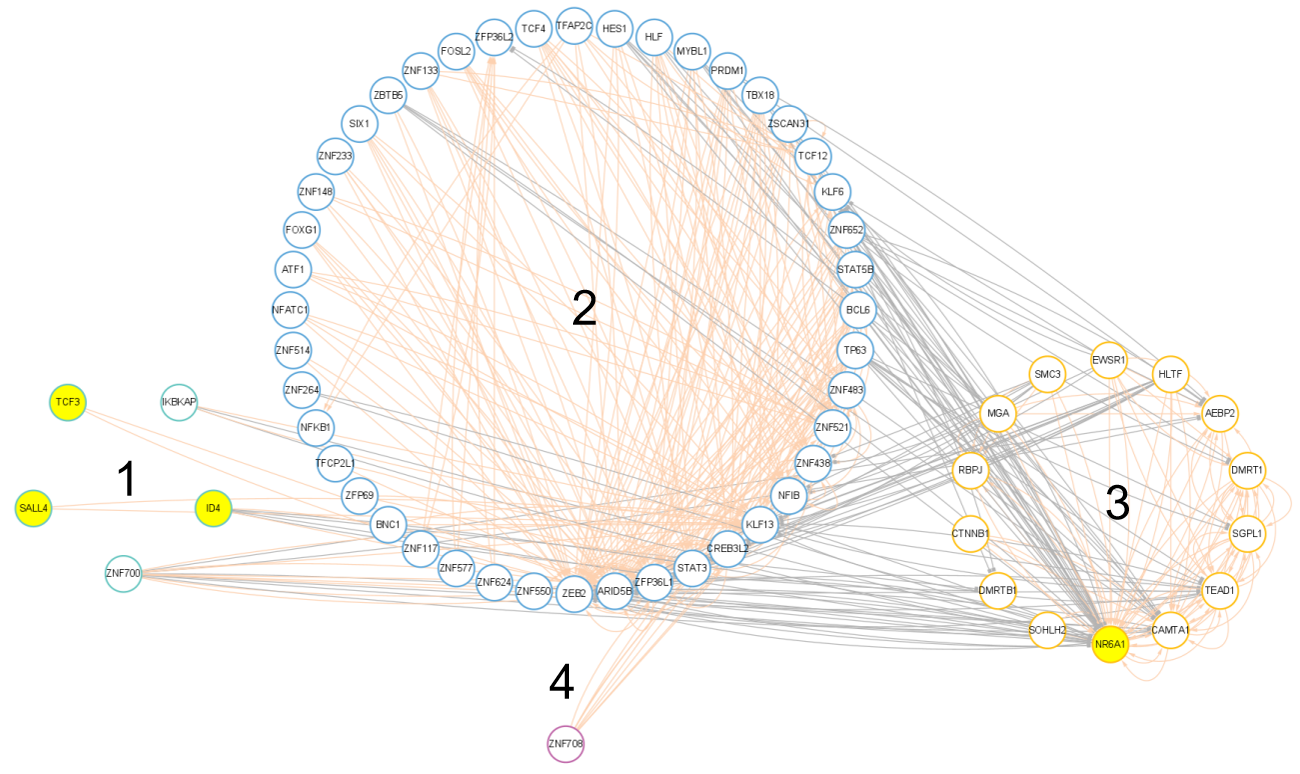 TCF3
IKBKAP
1
SALL4
ID4
ZNF700
2
TFAP2C
HES1
HLF
MYBL1
PRDM1
TBX18
ZSCAN31
TCF12
KLF6
ZNF652
STAT5B
BCL6
TP63
ZNF483
ZNF521
ZNF438
NFIB
KLF13
CREB3L2
STAT3
ZFP36L1
ARID5B
ZEB2
ZNF550
ZNF624
ZNF577
ZNF117
BNC1
ZFP69
TFCP2L1
NFKB1
ZNF264
ZNF514
NFATC1
ATF1
FOXG1
ZNF148
ZNF233
SIX1
ZBTB5
ZNF133
FOSL2
ZFP36L2
TCF4
3
EWSR1
HLTF
AEBP2
DMRT1
SGPL1
TEAD1
CAMTA1
NR6A1
SOHLH2
DMRTB1
CTNNB1
RBPJ
MGA
SMC3
4
ZNF708